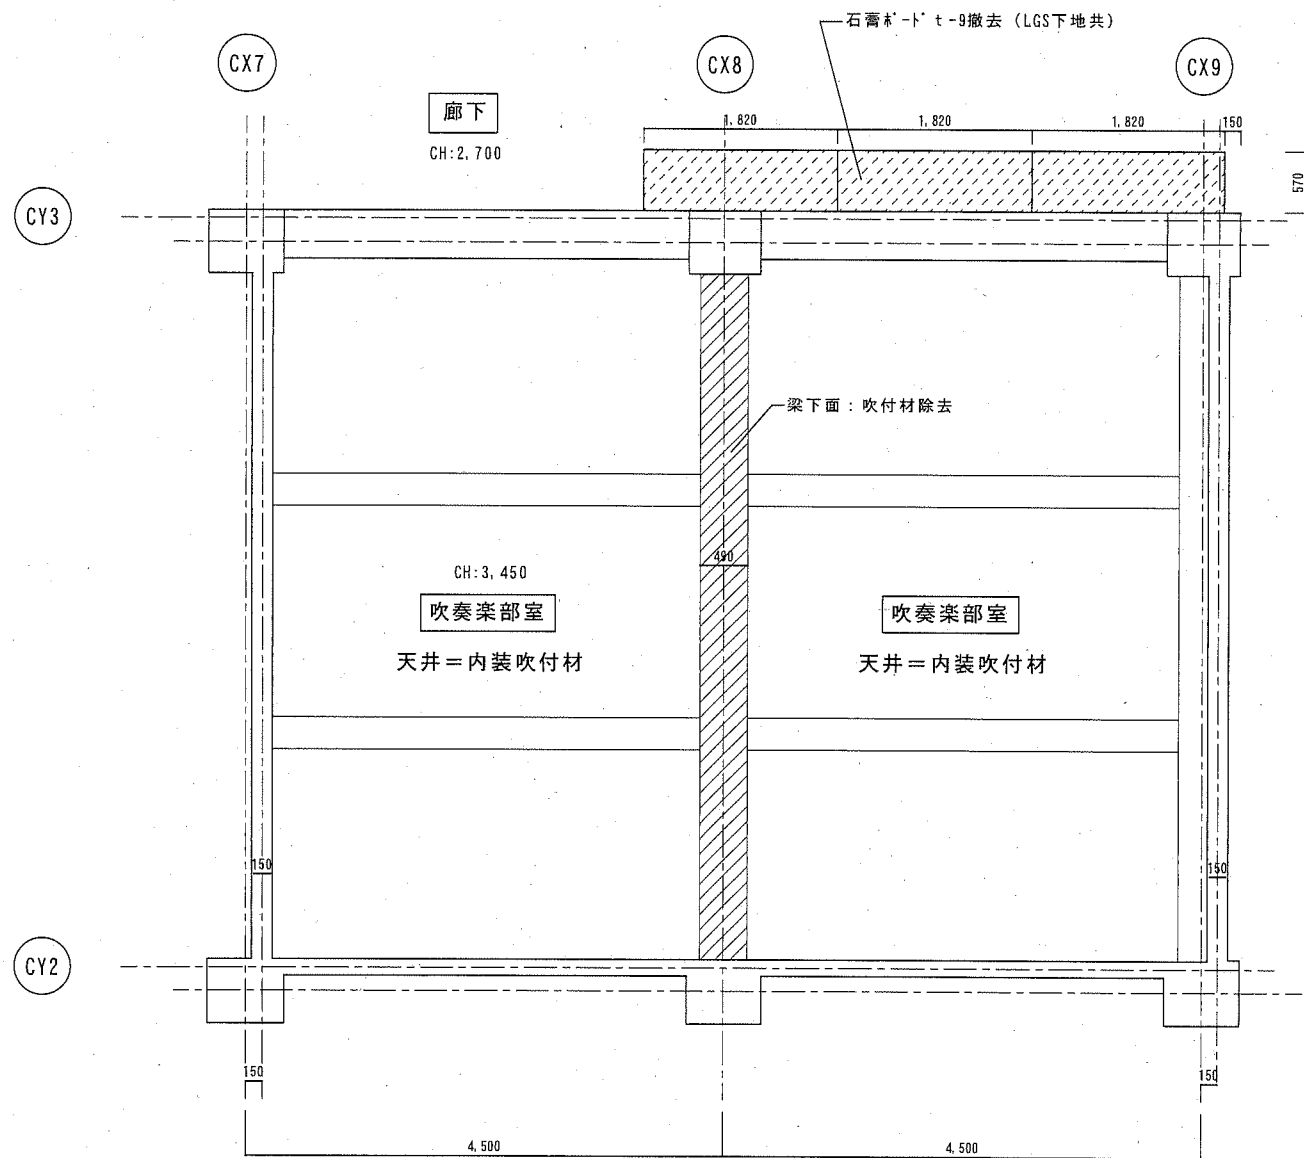 石膏ﾎﾞｰﾄﾞ t-9撤去 (LGS下地共)
CX7
CX8
CX9
廊下
CH:2,700
1,820
1,820
1,820
150
570
CY3
梁下面：吹付材除去
490
CH:3,450
吹奏楽部室
天井＝内装吹付材
吹奏楽部室
天井＝内装吹付材
150
150
CY2
150
150
4,500
4,500